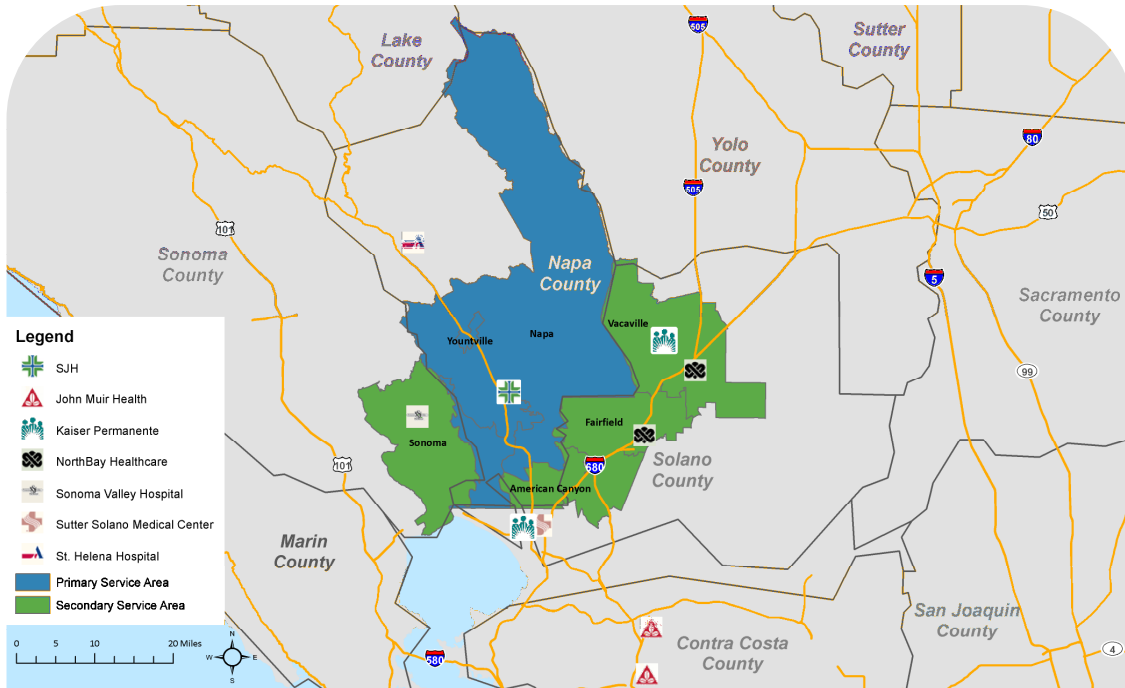 505
Sutter
County
Lake
County
80
Yolo
County
505
50
101
Sonoma
County
Napa
County
5
Sacramento
County
Vacaville
Napa
Yountville
99
Fairfield
Sonoma
101
680
Solano
County
American Canyon
Marin
County
San Joaquin
County
Contra Costa
County
4
580
Legend
SJH
John Muir Health
Kaiser Permanente
NorthBay Healthcare
Sonoma Valley Hospital
Sutter Solano Medical Center
St. Helena Hospital
Primary Service Area
Secondary Service Area
0 5 10 20 Miles
N
W E
S